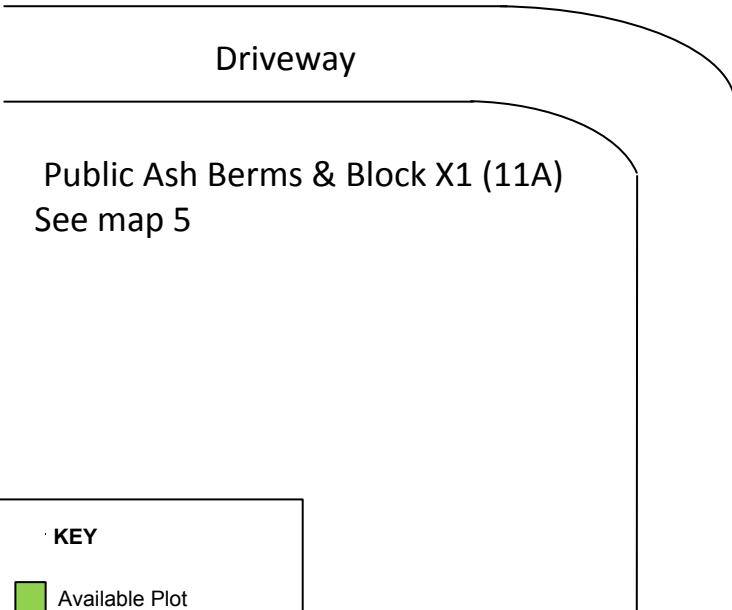 Driveway
Public Ash Berms & Block X1 (11A)
See map 5
KEY
Available Plot